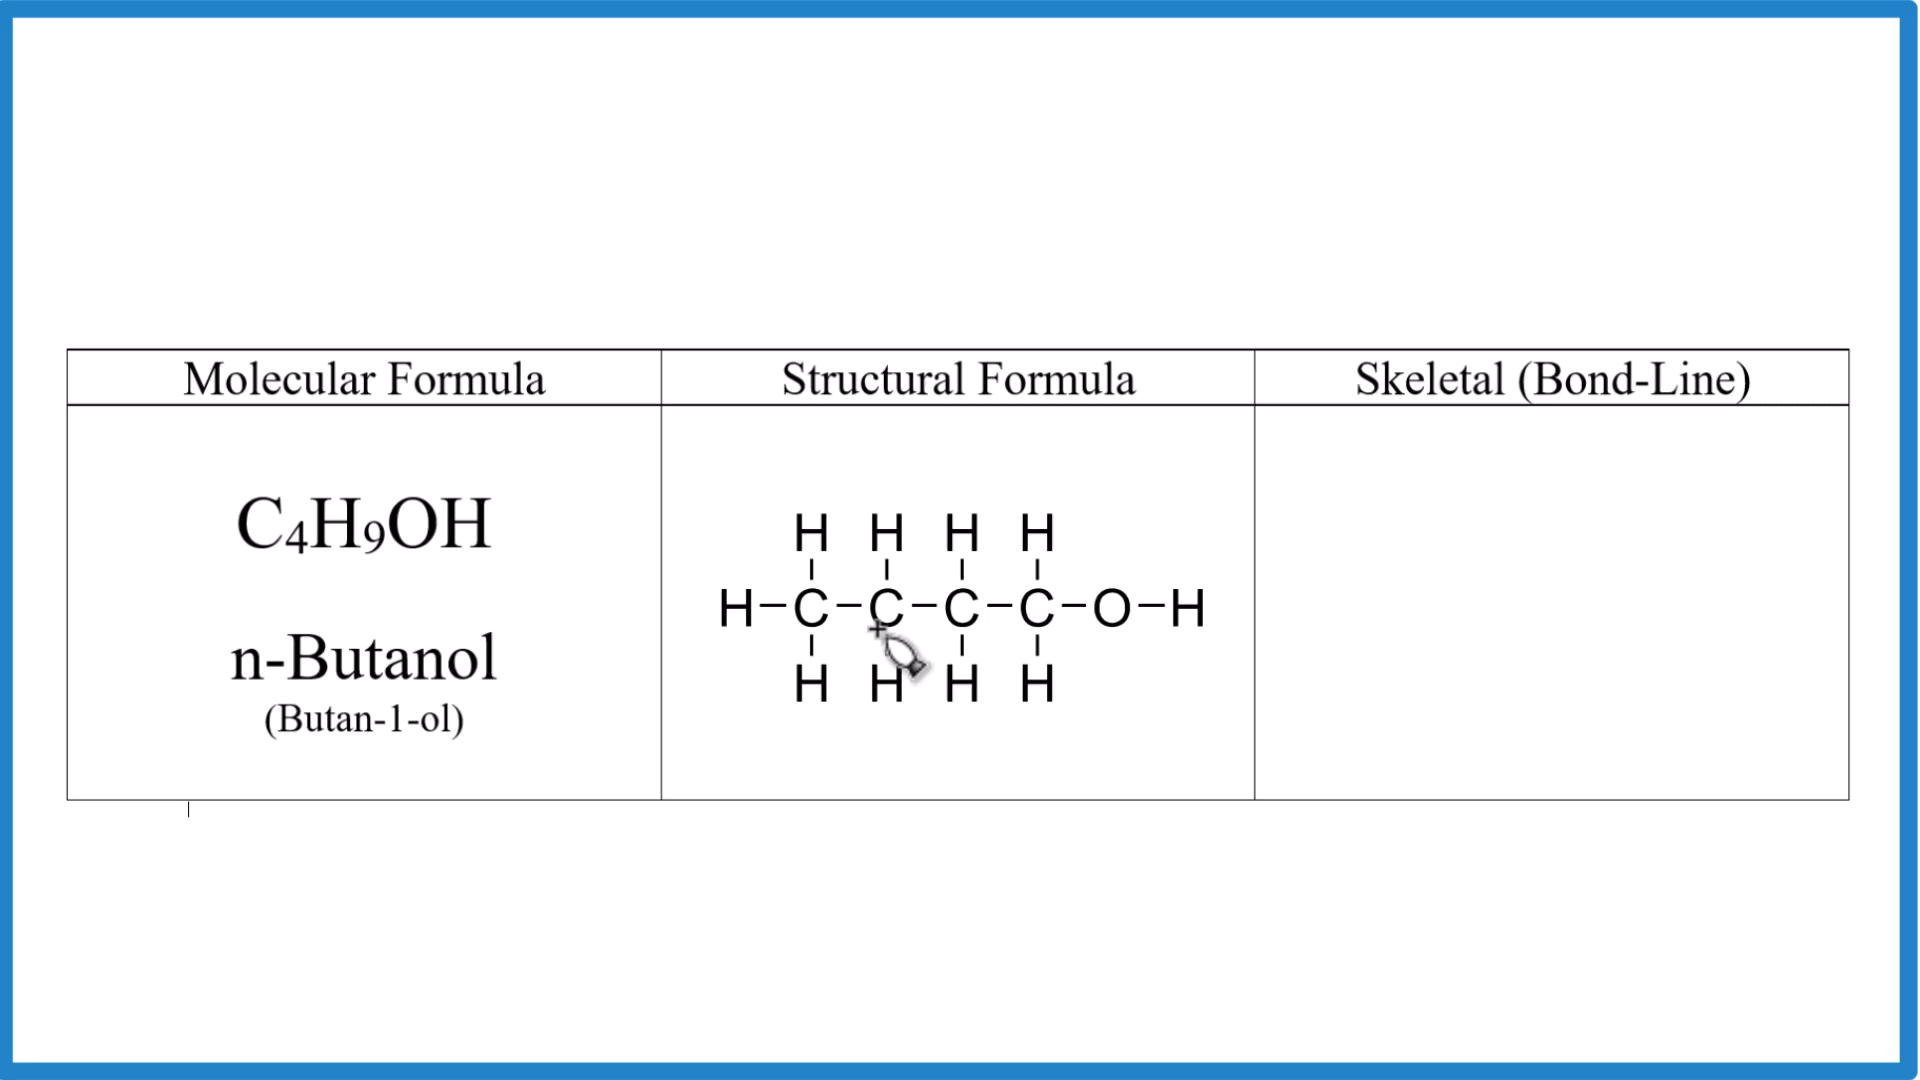 Molecular Formula
Structural Formula
Skeletal (Bond-Line)
C₄H₉OH
n-Butanol
(Butan-1-ol)
H H H H
H-C-C-C-C-O-H
H H H H